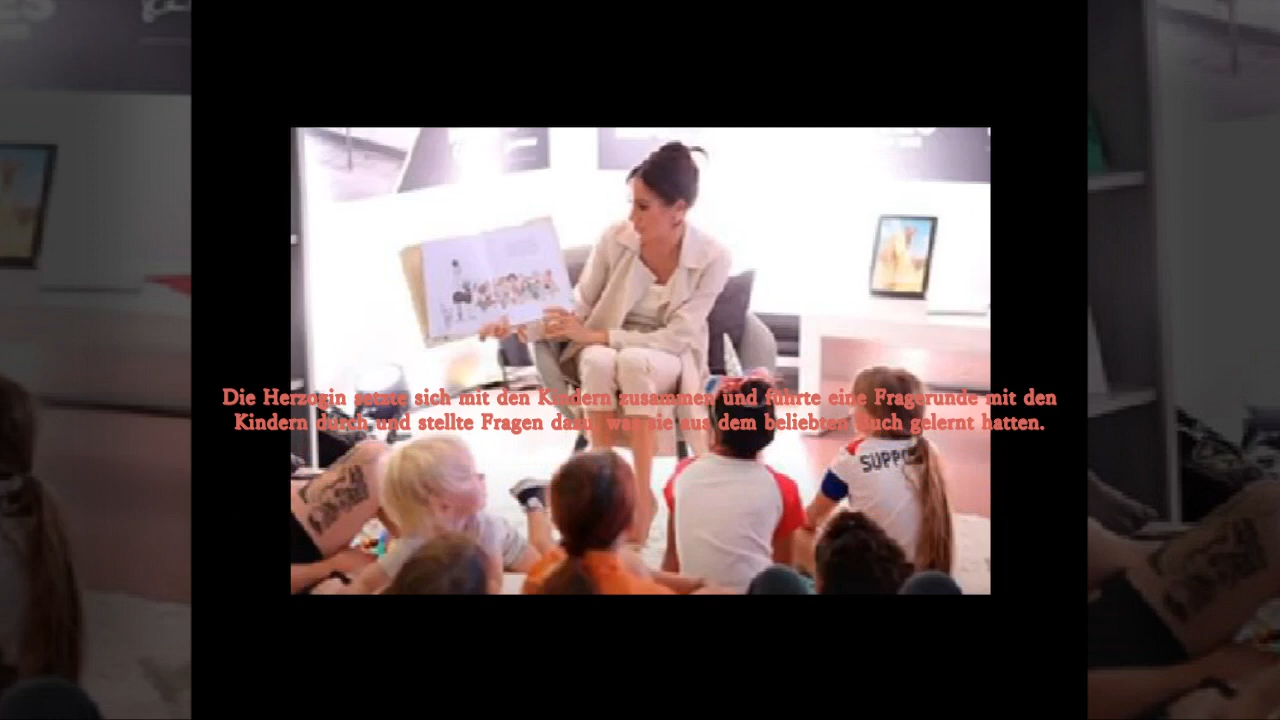 Die Herzogin setzte sich mit den Kindern zusammen und führte eine Fragerunde mit den
Kindern durch und stellte Fragen dazu, was sie aus dem beliebten Buch gelernt hatten.